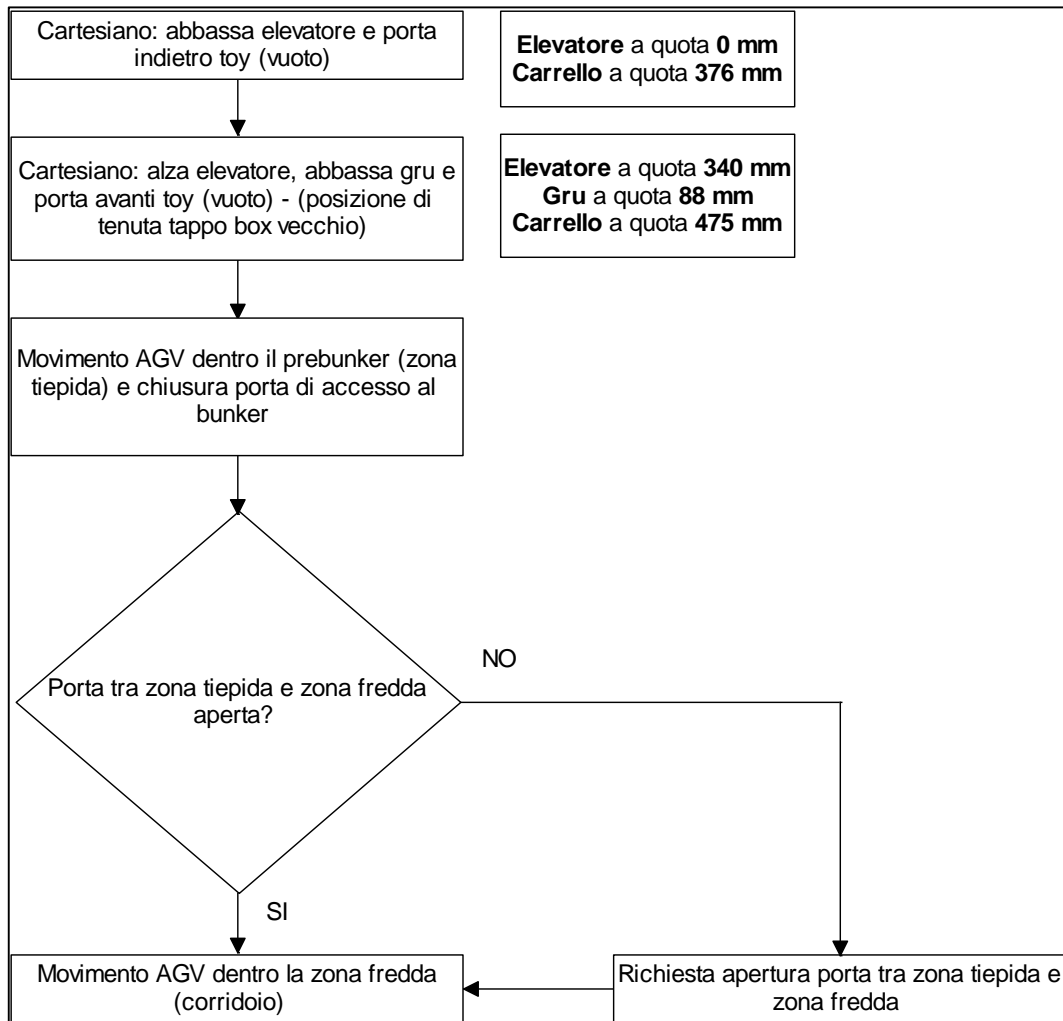 Cartesiano: abbassa elevatore e porta
indietro toy (vuoto)
Elevatore a quota 0 mm
Carrello a quota 376 mm
Cartesiano: alza elevatore, abbassa gru e
porta avanti toy (vuoto) - (posizione di
tenuta tappo box vecchio)
Elevatore a quota 340 mm
Gru a quota 88 mm
Carrello a quota 475 mm
Movimento AGV dentro il prebunker (zona
tiepida) e chiusura porta di accesso al
bunker
Porta tra zona tiepida e zona fredda
aperta?
NO
SI
Movimento AGV dentro la zona fredda
(corridoio)
Richiesta apertura porta tra zona tiepida e
zona fredda